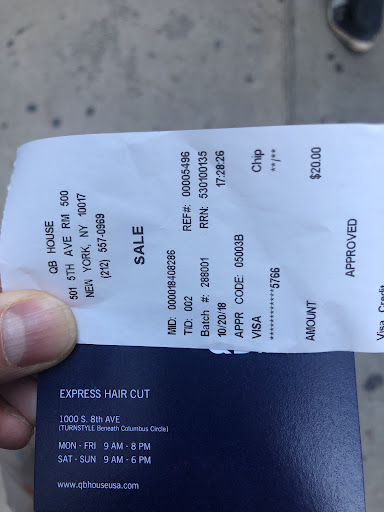 QB HOUSE
501 5TH AVE RM 500
NEW YORK, NY 10017
(212) 557-0969
SALE
MID: 000018408286
TID: 002 REF#: 00005496
Batch #: 288001 RRN: 530100135
10/20/18 17:28:26
APPR CODE: 05003B
VISA Chip
************5766 **/**
AMOUNT $20.00
APPROVED
Visa Credit
EXPRESS HAIR CUT
1000 S. 8th AVE
(TURNSTYLE Beneath Columbus Circle)
MON - FRI 9 AM - 8 PM
SAT - SUN 9 AM - 6 PM
www.qbhouseusa.com